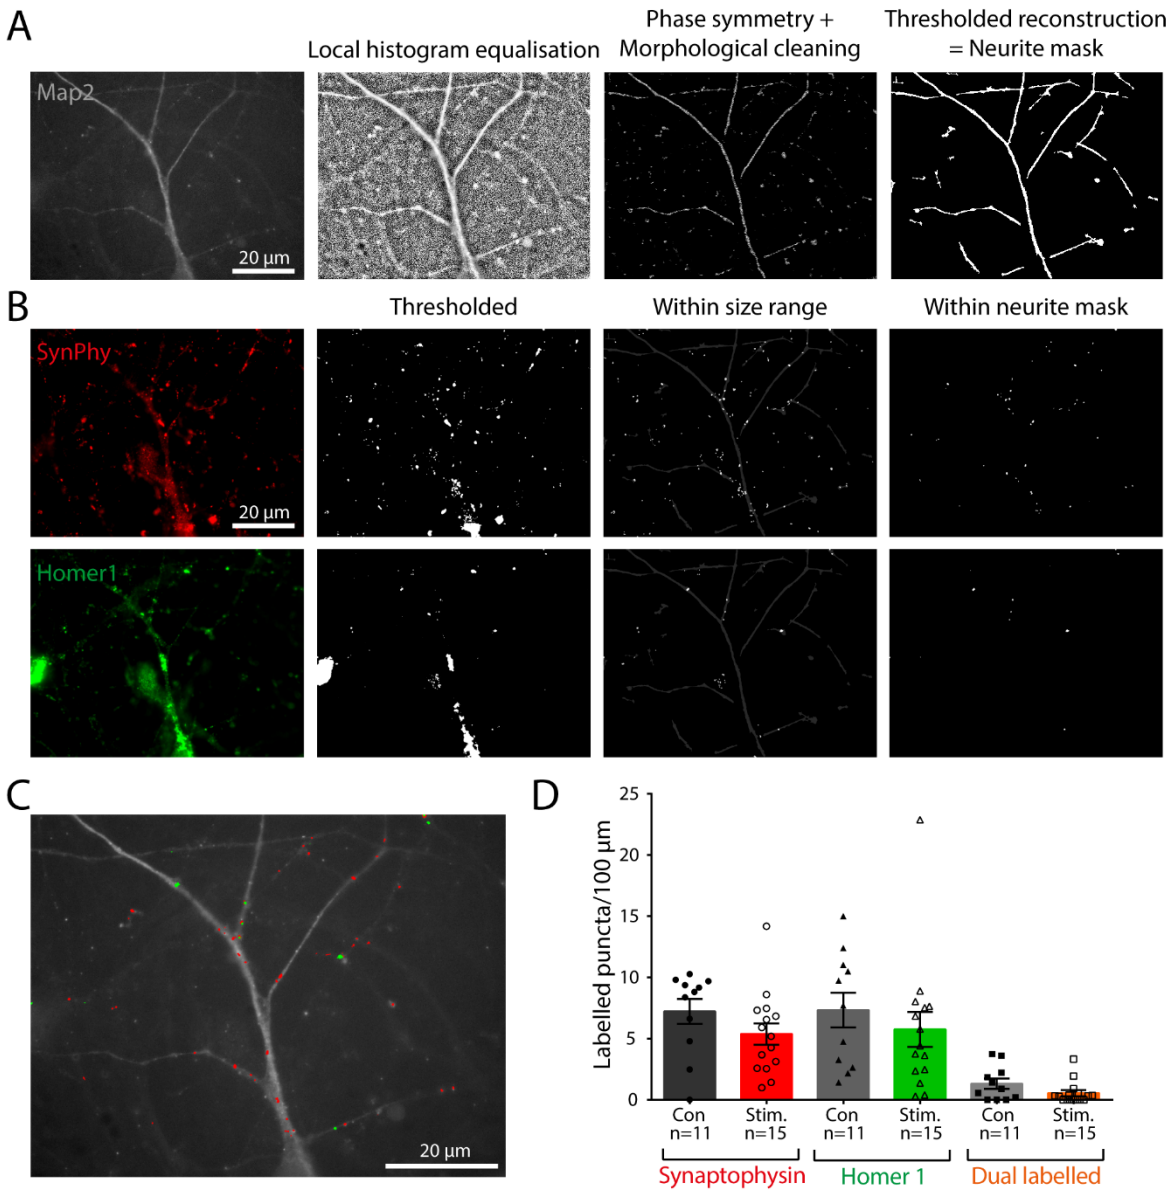 A
Local histogram equalisation
Phase symmetry +
Morphological cleaning
Thresholded reconstruction
= Neurite mask
Map2
20 µm
B
Thresholded
Within size range
Within neurite mask
SynPhy
20 µm
Homer1
C
20 µm
D
Labelled puncta/100 µm
25
20
15
10
5
0
Con
n=11
Stim.
n=15
Con
n=11
Stim.
n=15
Con
n=11
Stim.
n=15
Synaptophysin
Homer 1
Dual labelled